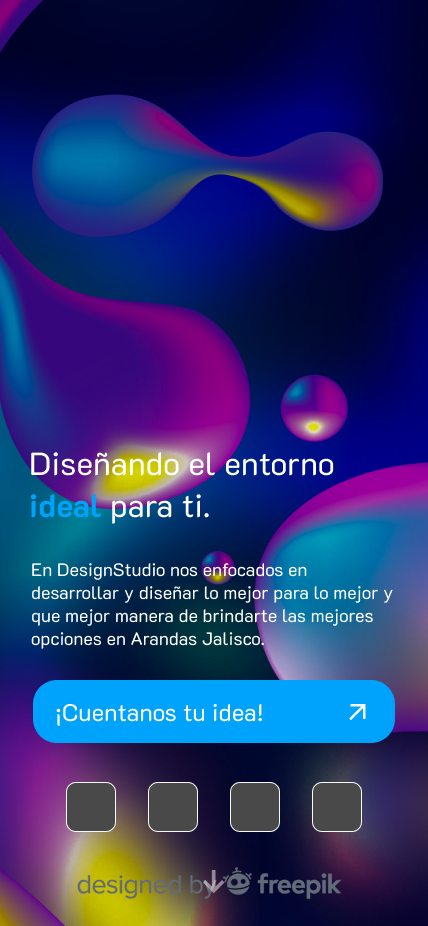 Diseñando el entorno
ideal para ti.
En DesignStudio nos enfocados en
desarrollar y diseñar lo mejor para lo mejor y
que mejor manera de brindarte las mejores
opciones en Arandas Jalisco.
¡Cuentanos tu idea!
designed by freepik